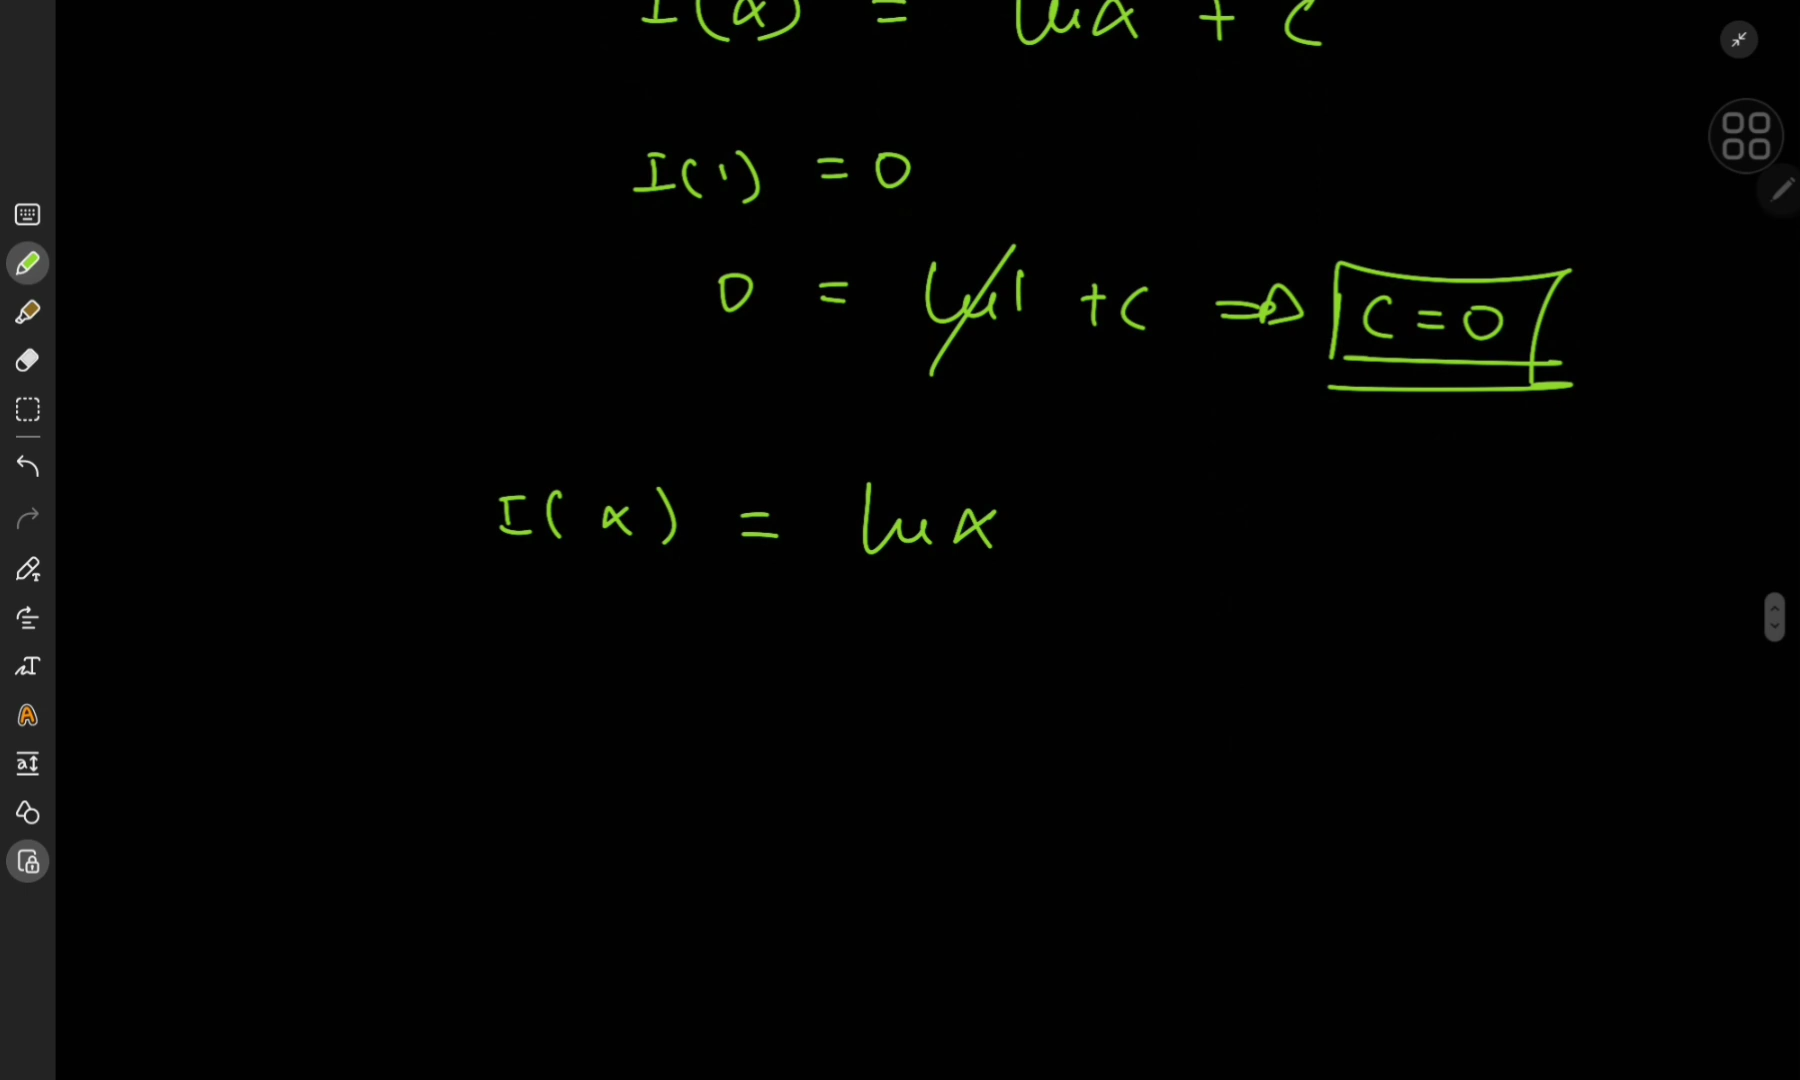 I(α) = ln α + C
I(1) = 0
0 = ln 1 + C ⇒ C = 0
I(α) = ln α